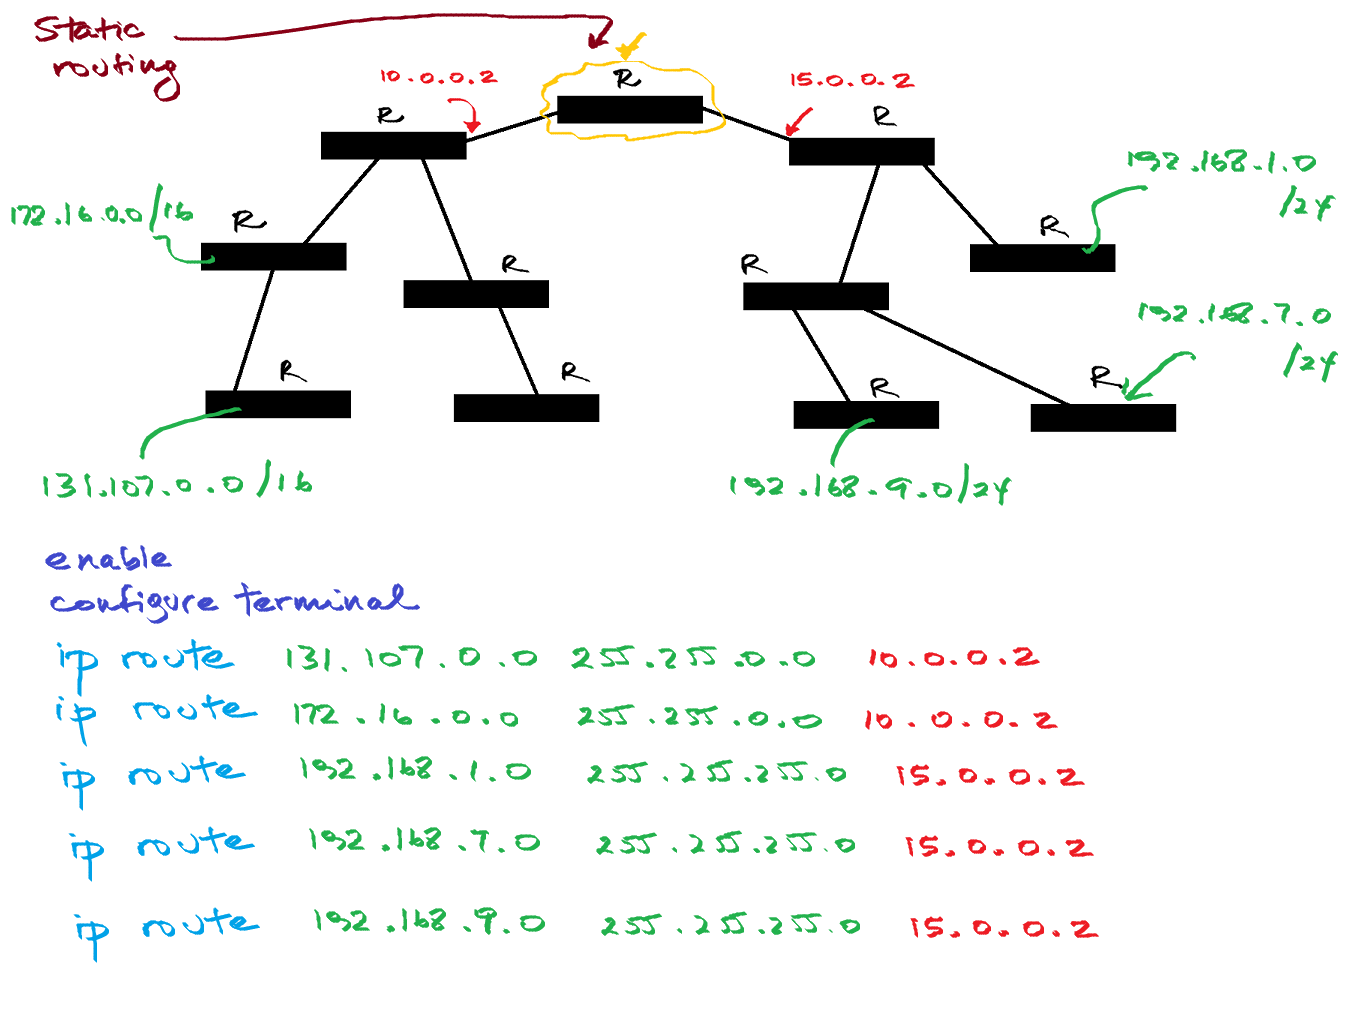 Static
routing
10.0.0.2
R
15.0.0.2
R
R
192.168.1.0
/24
172.16.0.0/16
R
R
R
R
192.168.7.0
/24
R
R
R
R
131.107.0.0/16
192.168.9.0/24
enable
configure terminal
ip route 131.107.0.0 255.255.0.0 10.0.0.2
ip route 172.16.0.0 255.255.0.0 10.0.0.2
ip route 192.168.1.0 255.255.255.0 15.0.0.2
ip route 192.168.7.0 255.255.255.0 15.0.0.2
ip route 192.168.9.0 255.255.255.0 15.0.0.2